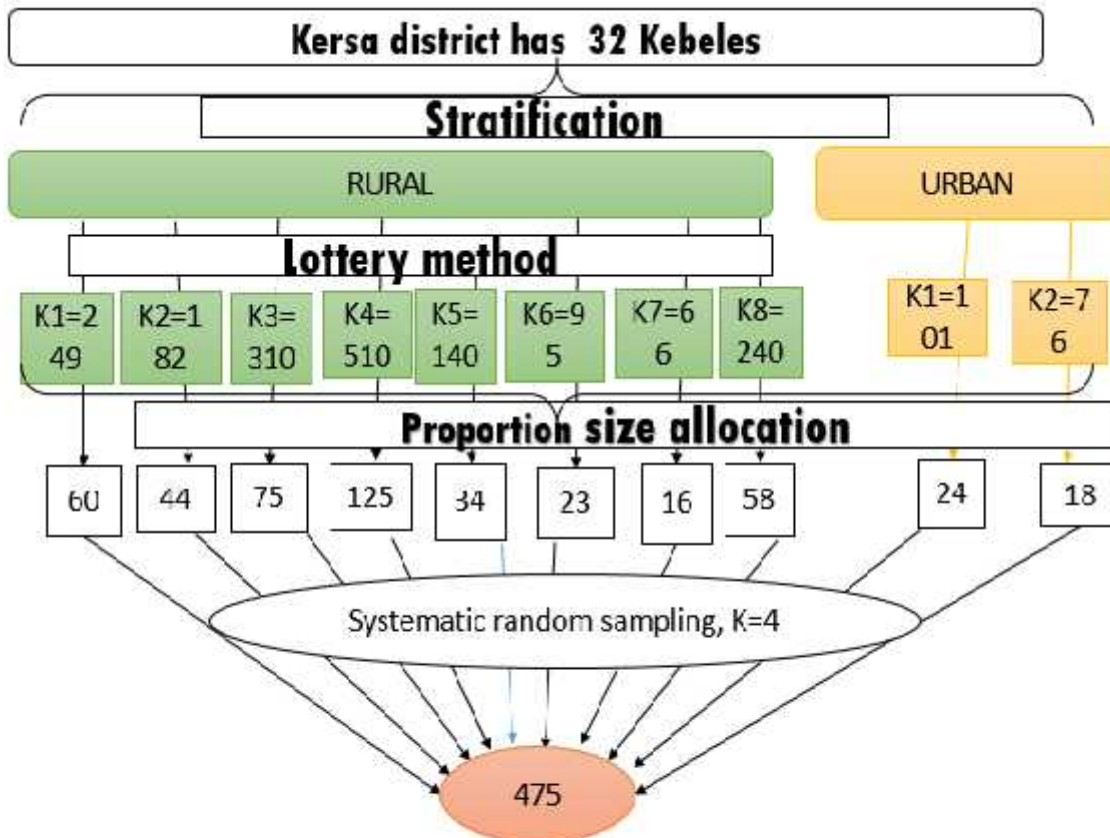 Kersa district has 32 Kebeles
Stratification
RURAL
URBAN
Lottery method
K1=2
49
K2=1
82
K3=
310
K4=
510
K5=
140
K6=9
5
K7=6
6
K8=
240
K1=1
01
K2=7
6
Proportion size allocation
60
44
75
125
34
23
16
58
24
18
Systematic random sampling, K=4
475